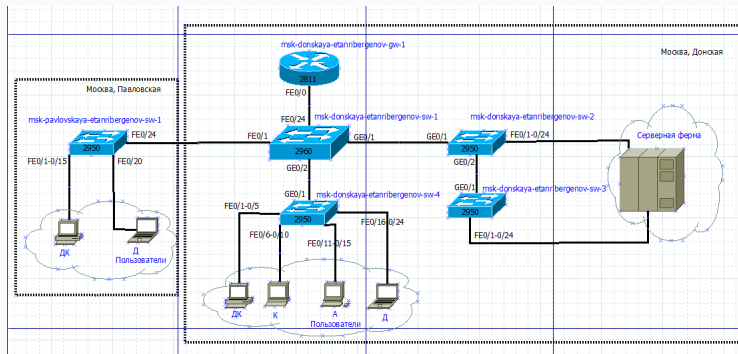 msk-donskaya-etanribergenov-gw-1
Москва, Донская
2811
FE0/0
Москва, Павловская
msk-pavlovskaya-etanribergenov-sw-1
FE0/24
msk-donskaya-etanribergenov-sw-1
msk-donskaya-etanribergenov-sw-2
FE0/24
FE0/1
GE0/1
GE0/1
FE0/1-0/24
Серверная ферма
2950
2960
2950
FE0/1-0/15
FE0/20
GE0/2
GE0/2
GE0/1
msk-donskaya-etanribergenov-sw-4
GE0/1
msk-donskaya-etanribergenov-sw-3
FE0/1-0/5
2950
2950
FE0/16-0/24
FE0/6-0/10
FE0/11-0/15
FE0/1-0/24
ДК
Д
Пользователи
ДК
К
А
Д
Пользователи